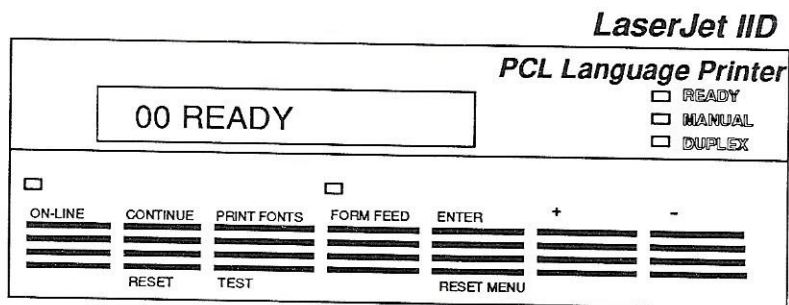 LaserJet IID
PCL Language Printer
00 READY
READY
MANUAL
DUPLEX
ON-LINE CONTINUE PRINT FONTS FORM FEED ENTER + -
RESET TEST RESET MENU